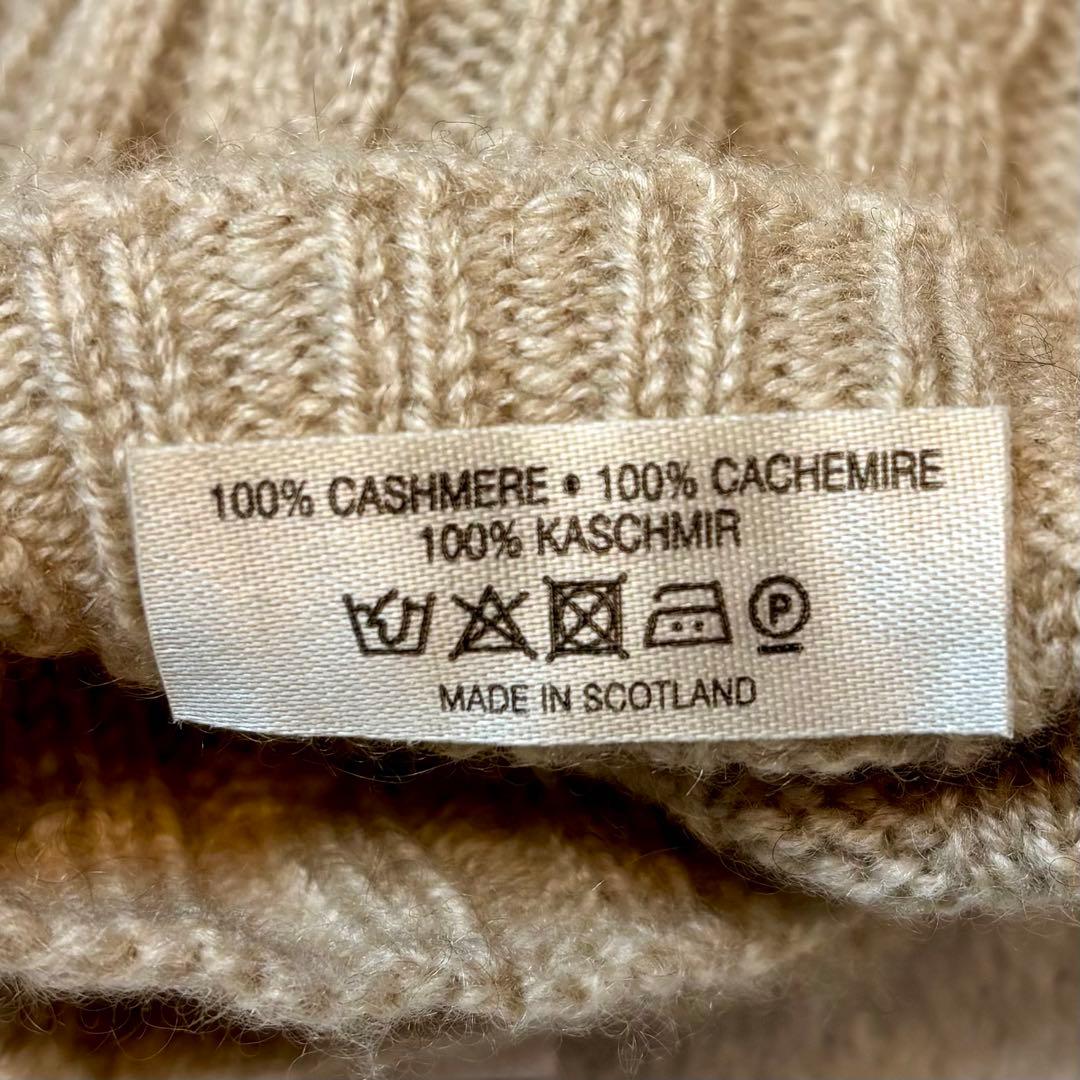 100% CASHMERE • 100% CACHEMIRE
100% KASCHMIR
P
MADE IN SCOTLAND